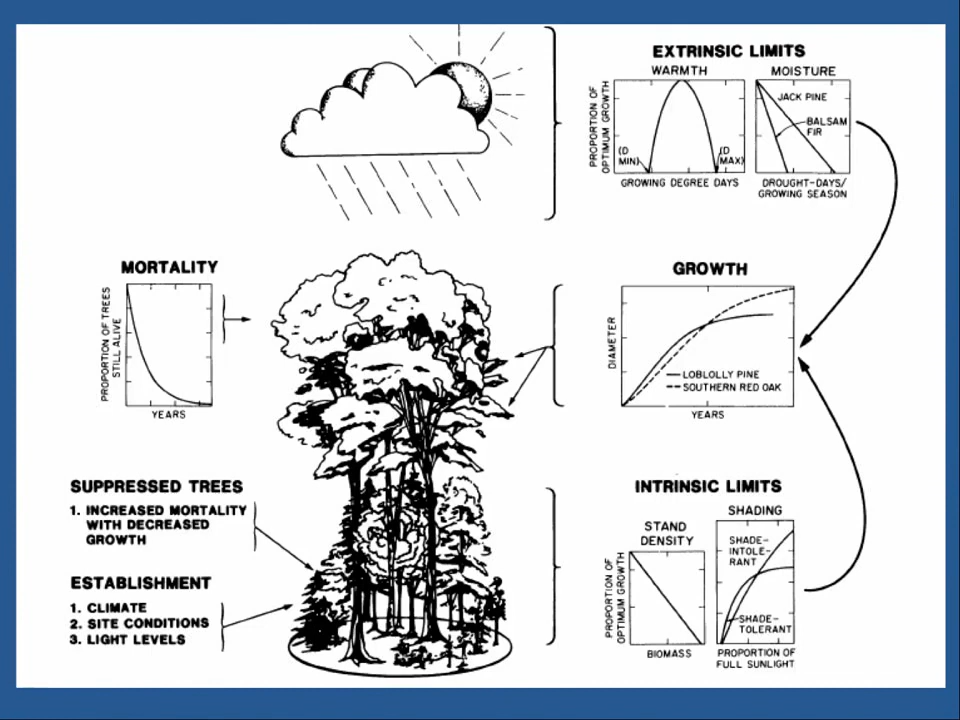 EXTRINSIC LIMITS
WARMTH
MOISTURE
PROPORTION OF
OPTIMUM GROWTH
(D
MIN)
(D
MAX)
GROWING DEGREE DAYS
JACK PINE
BALSAM
FIR
DROUGHT-DAYS/
GROWING SEASON
MORTALITY
PROPORTION OF TREES
STILL ALIVE
YEARS
GROWTH
DIAMETER
LOBLOLLY PINE
SOUTHERN RED OAK
YEARS
SUPPRESSED TREES
1. INCREASED MORTALITY
WITH DECREASED
GROWTH
ESTABLISHMENT
1. CLIMATE
2. SITE CONDITIONS
3. LIGHT LEVELS
INTRINSIC LIMITS
STAND
DENSITY
PROPORTION OF
OPTIMUM GROWTH
BIOMASS
SHADING
SHADE-
INTOLE-
RANT
SHADE-
TOLERANT
PROPORTION OF
FULL SUNLIGHT